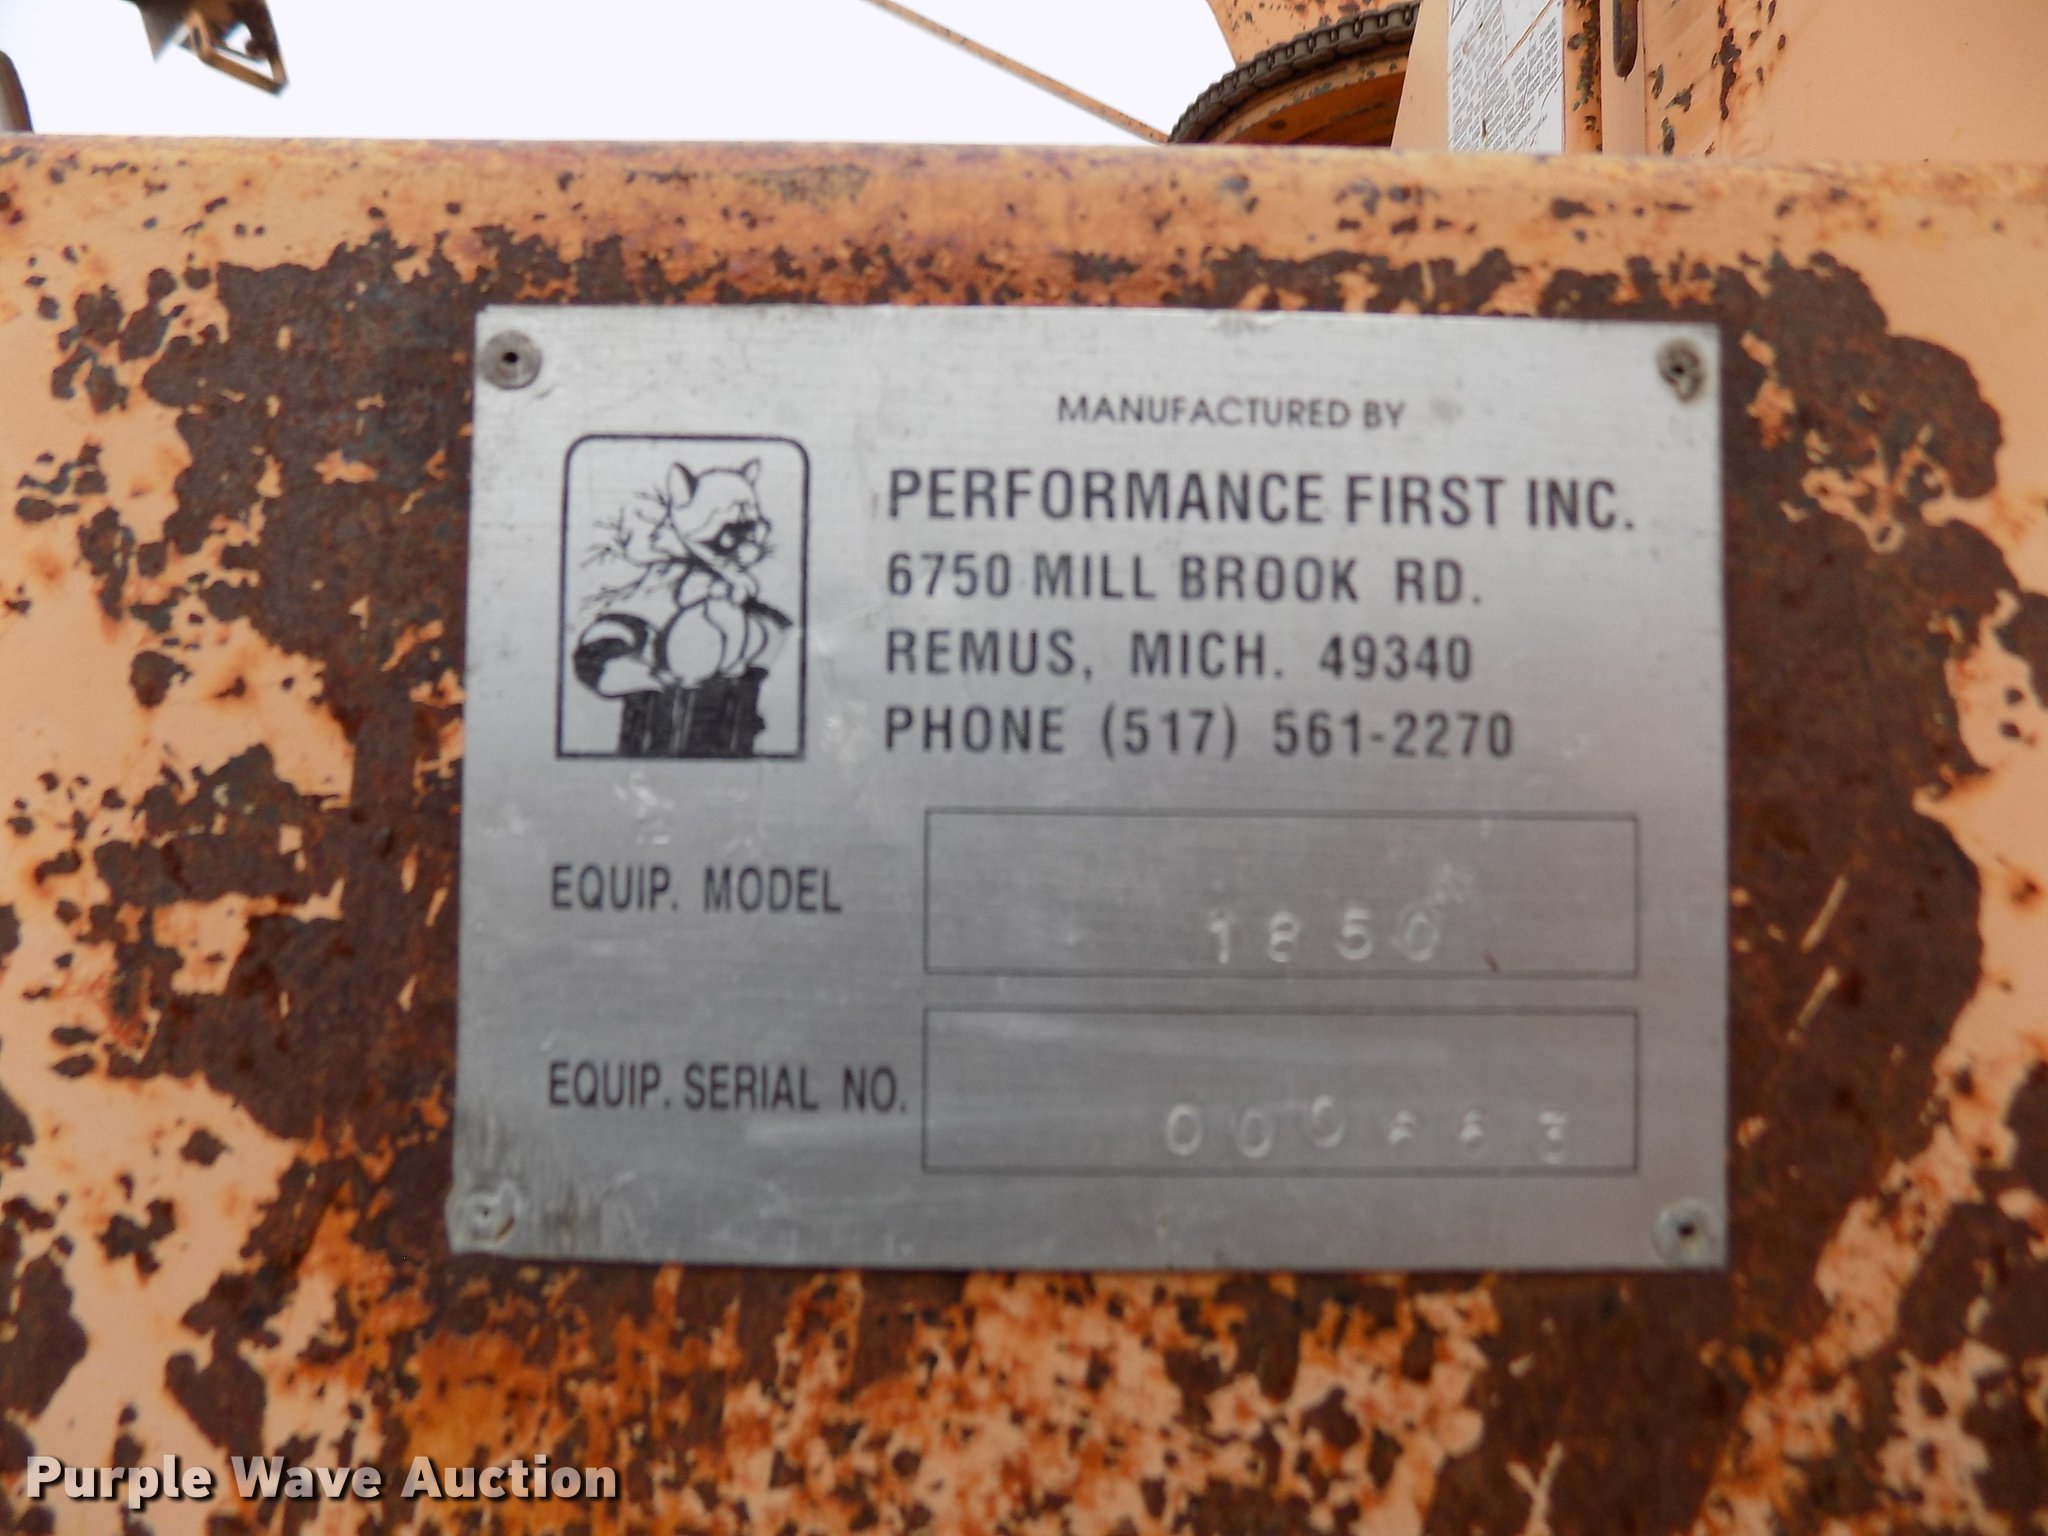 MANUFACTURED BY
PERFORMANCE FIRST INC.
6750 MILL BROOK RD.
REMUS, MICH. 49340
PHONE (517) 561-2270
EQUIP. MODEL 1850
EQUIP. SERIAL NO.
Purple Wave Auction